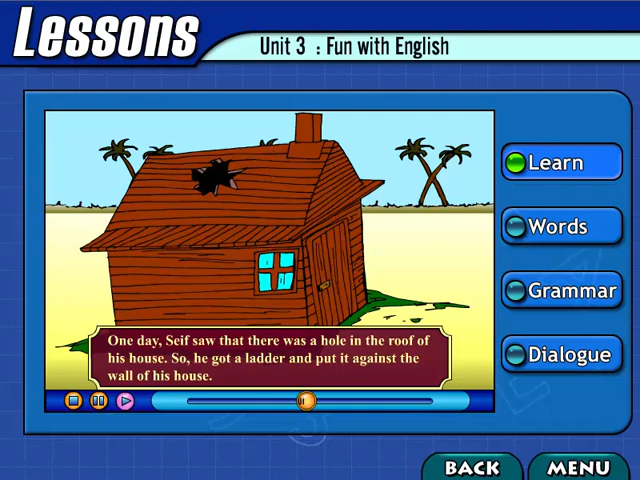 Lessons
Unit 3 : Fun with English
Learn
Words
Grammar
Dialogue
One day, Seif saw that there was a hole in the roof of
his house. So, he got a ladder and put it against the
wall of his house.
BACK
MENU